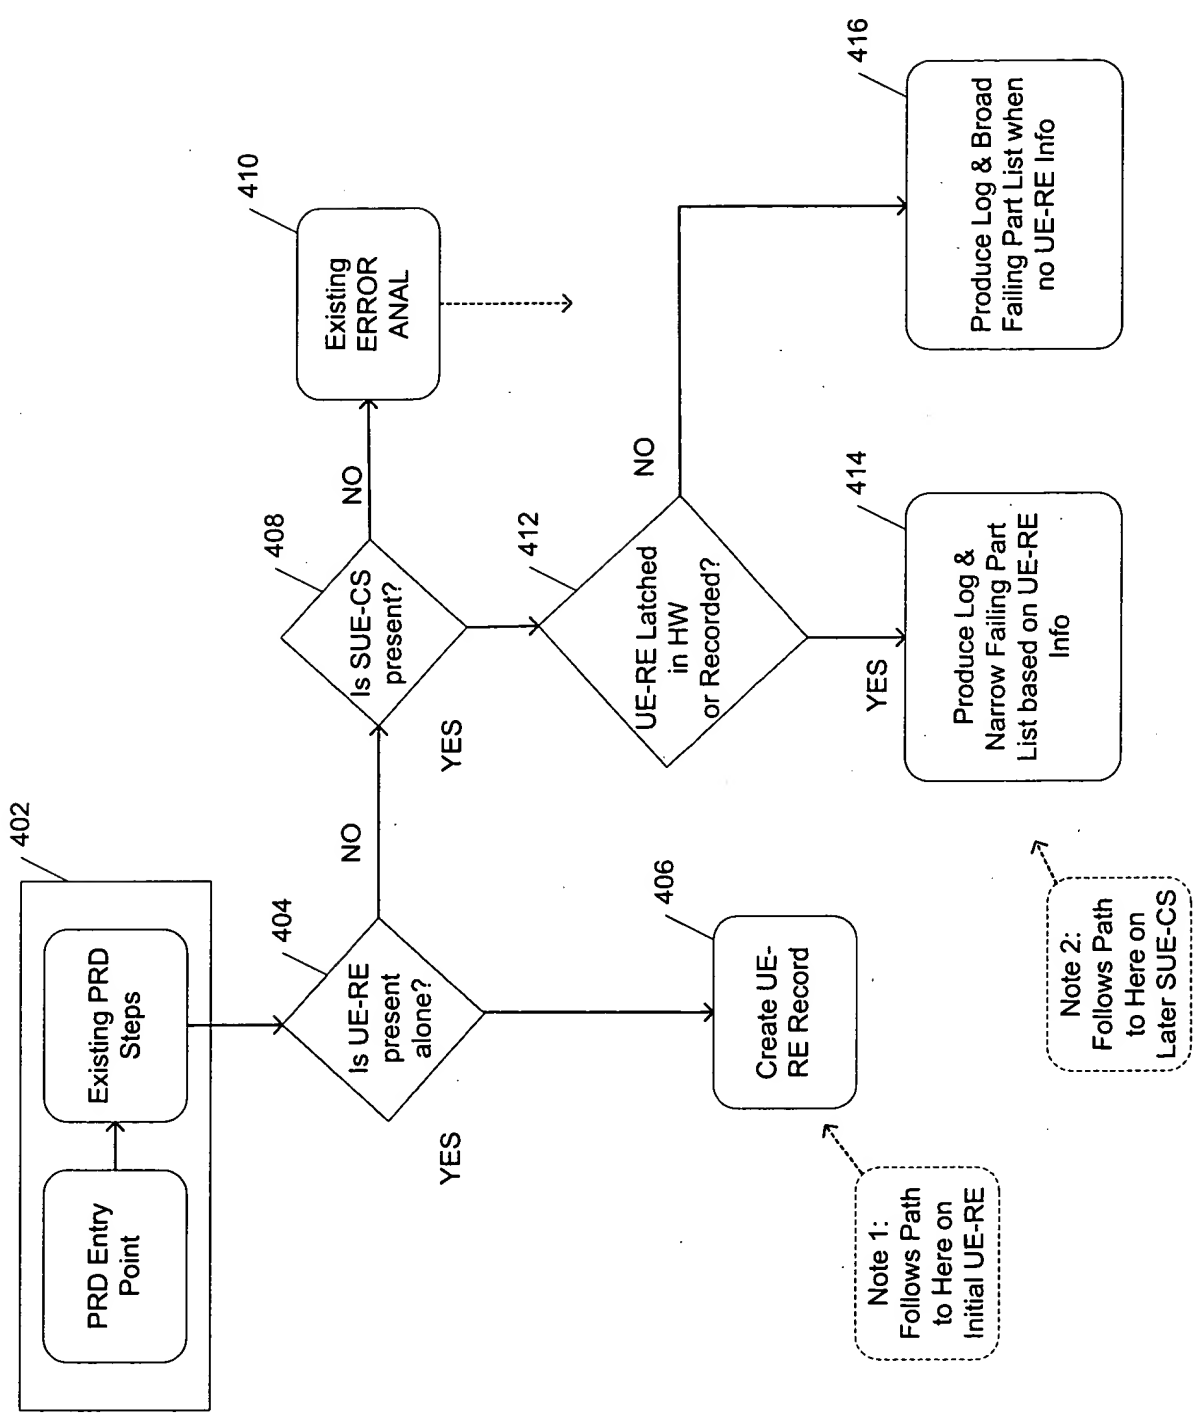 402
PRD Entry
Point
Existing PRD
Steps
404
Is UE-RE
present
alone?
NO
YES
406
Create UE-
RE Record
408
Is SUE-CS
present?
NO
YES
410
Existing
ERROR
ANAL
412
UE-RE Latched
in HW
or Recorded?
NO
YES
414
Produce Log &
Narrow Failing Part
List based on UE-RE
Info
416
Produce Log & Broad
Failing Part List when
no UE-RE Info
Note 1:
Follows Path
to Here on
Initial UE-RE
Note 2:
Follows Path
to Here on
Later SUE-CS